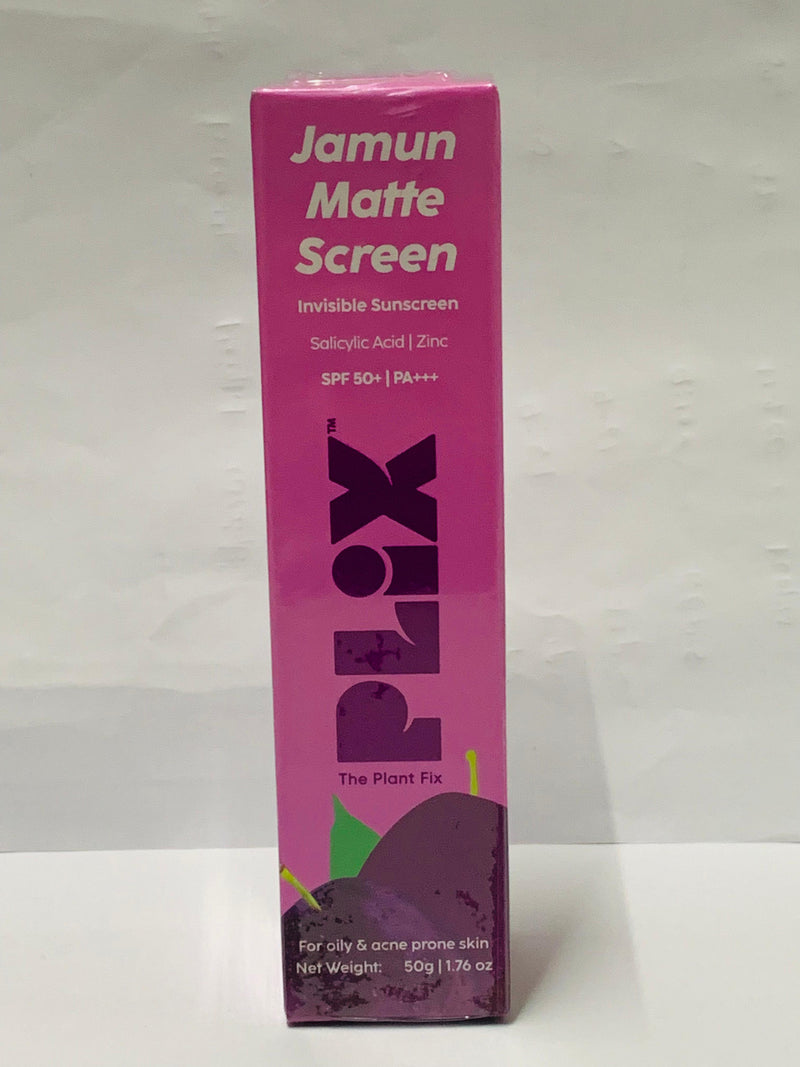 Jamun
Matte
Screen
Invisible Sunscreen
Salicylic Acid | Zinc
SPF 50+ | PA+++
PLiX™
The Plant Fix
For oily & acne prone skin
Net Weight: 50g | 1.76 oz